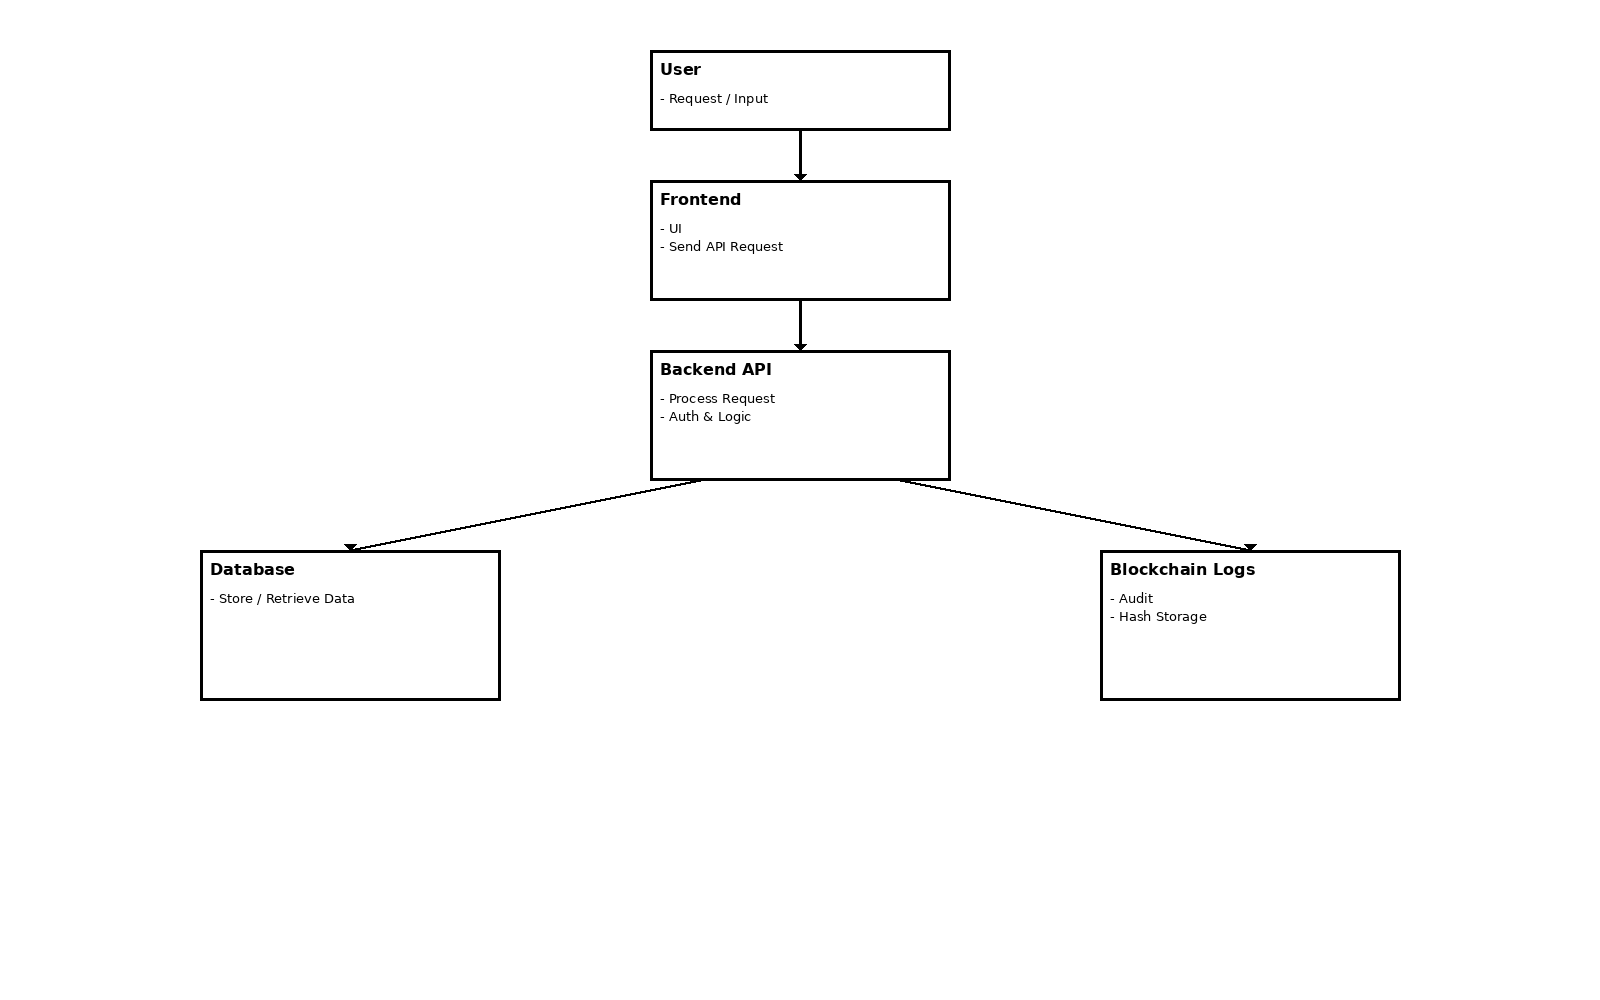 User
- Request / Input
Frontend
- UI
- Send API Request
Backend API
- Process Request
- Auth & Logic
Database
- Store / Retrieve Data
Blockchain Logs
- Audit
- Hash Storage